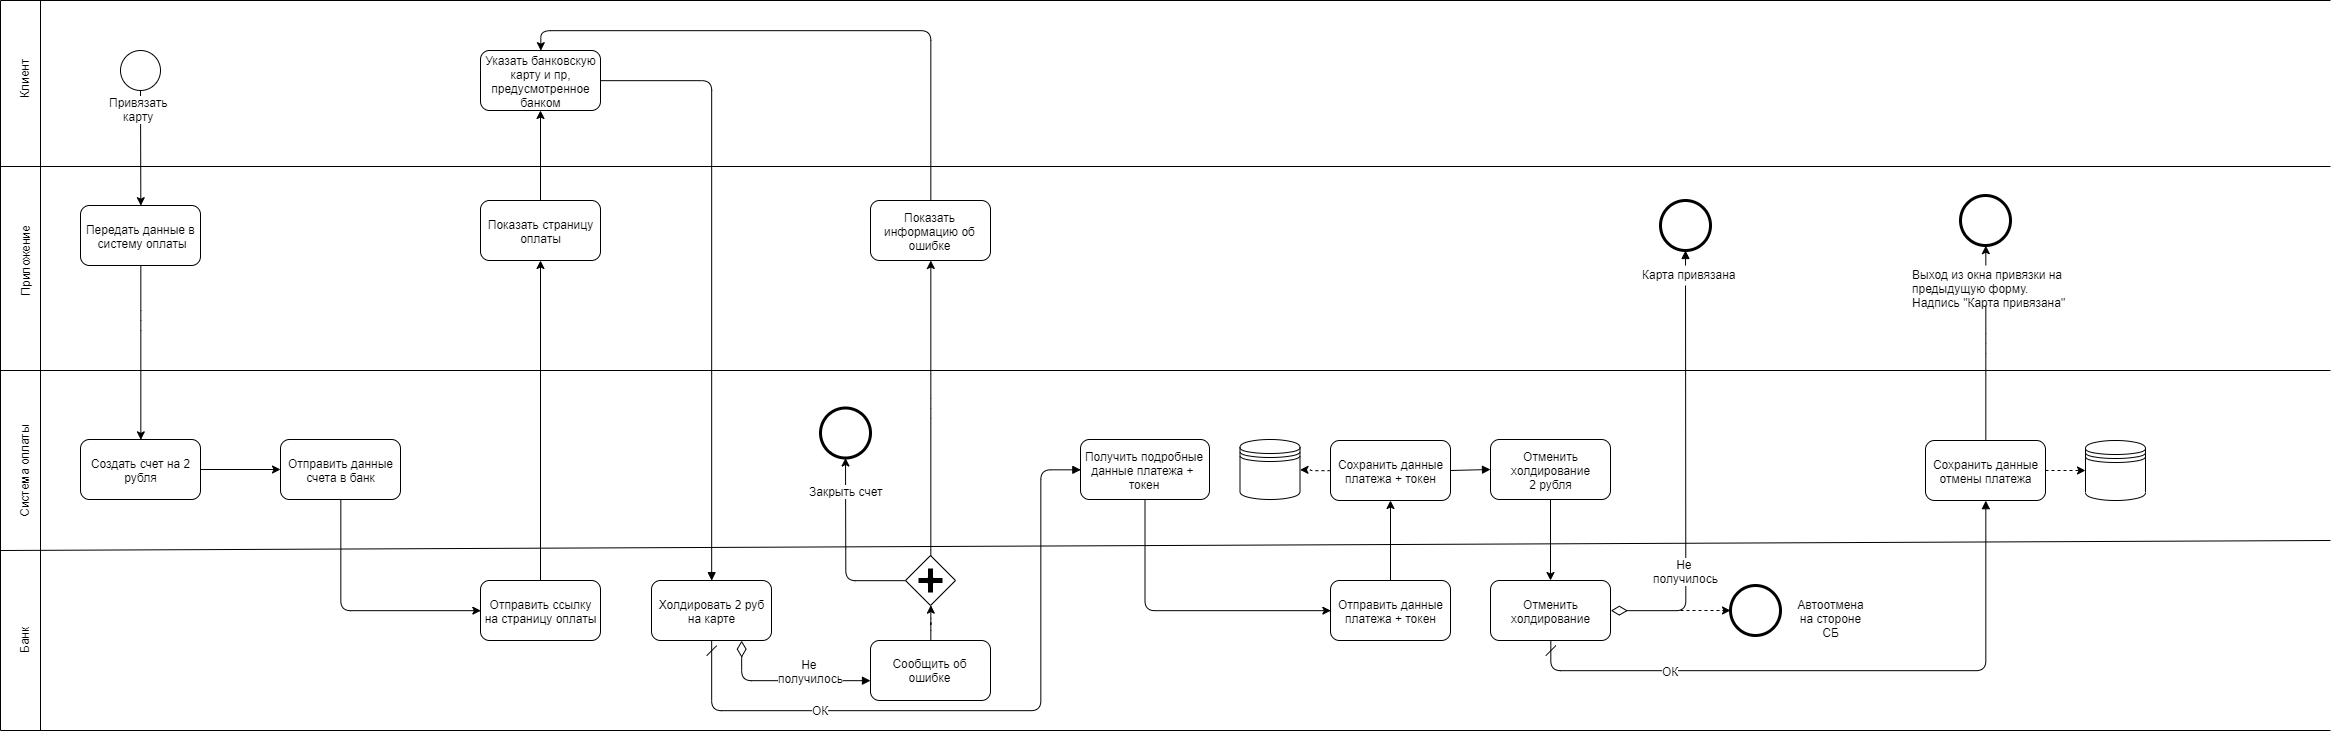 Клиент
Привязать
карту
Указать банковскую
карту и пр,
предусмотренное
банком
Приложение
Передать данные в
систему оплаты
Показать страницу
оплаты
Показать
информацию об
ошибке
Карта привязана
Выход из окна привязки на
предыдущую форму.
Надпись "Карта привязана"
Система оплаты
Создать счет на 2
рубля
Отправить данные
счета в банк
Закрыть счет
Получить подробные
данные платежа +
токен
Сохранить данные
платежа + токен
Отменить
холдирование
2 рубля
Сохранить данные
отмены платежа
Банк
Отправить ссылку
на страницу оплаты
Холдировать 2 руб
на карте
Не
получилось
Сообщить об
ошибке
ОК
Отправить данные
платежа + токен
Отменить
холдирование
Не
получилось
Автоотмена
на стороне
СБ
ОК